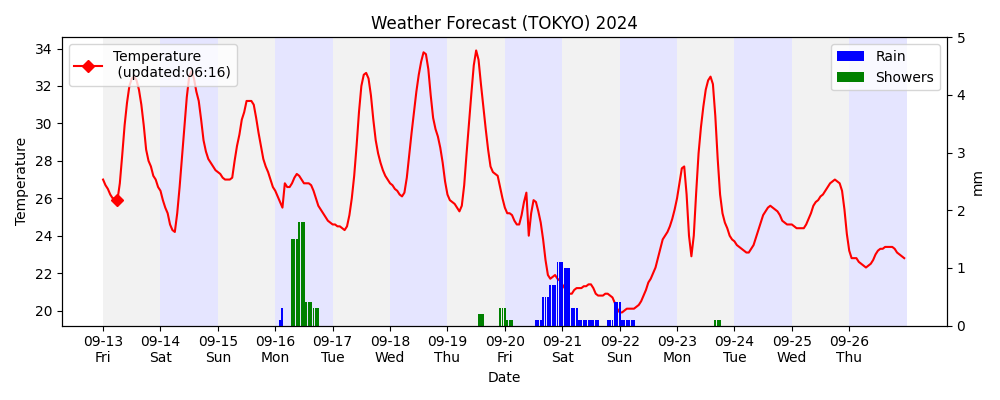 Weather Forecast (TOKYO) 2024
Temperature
(updated:06:16)
Rain
Showers
Temperature
34
32
30
28
26
24
22
20
5
4
3
2
1
0
mm
09-13 09-14 09-15 09-16 09-17 09-18 09-19 09-20 09-21 09-22 09-23 09-24 09-25 09-26
Fri Sat Sun Mon Tue Wed Thu Fri Sat Sun Mon Tue Wed Thu
Date